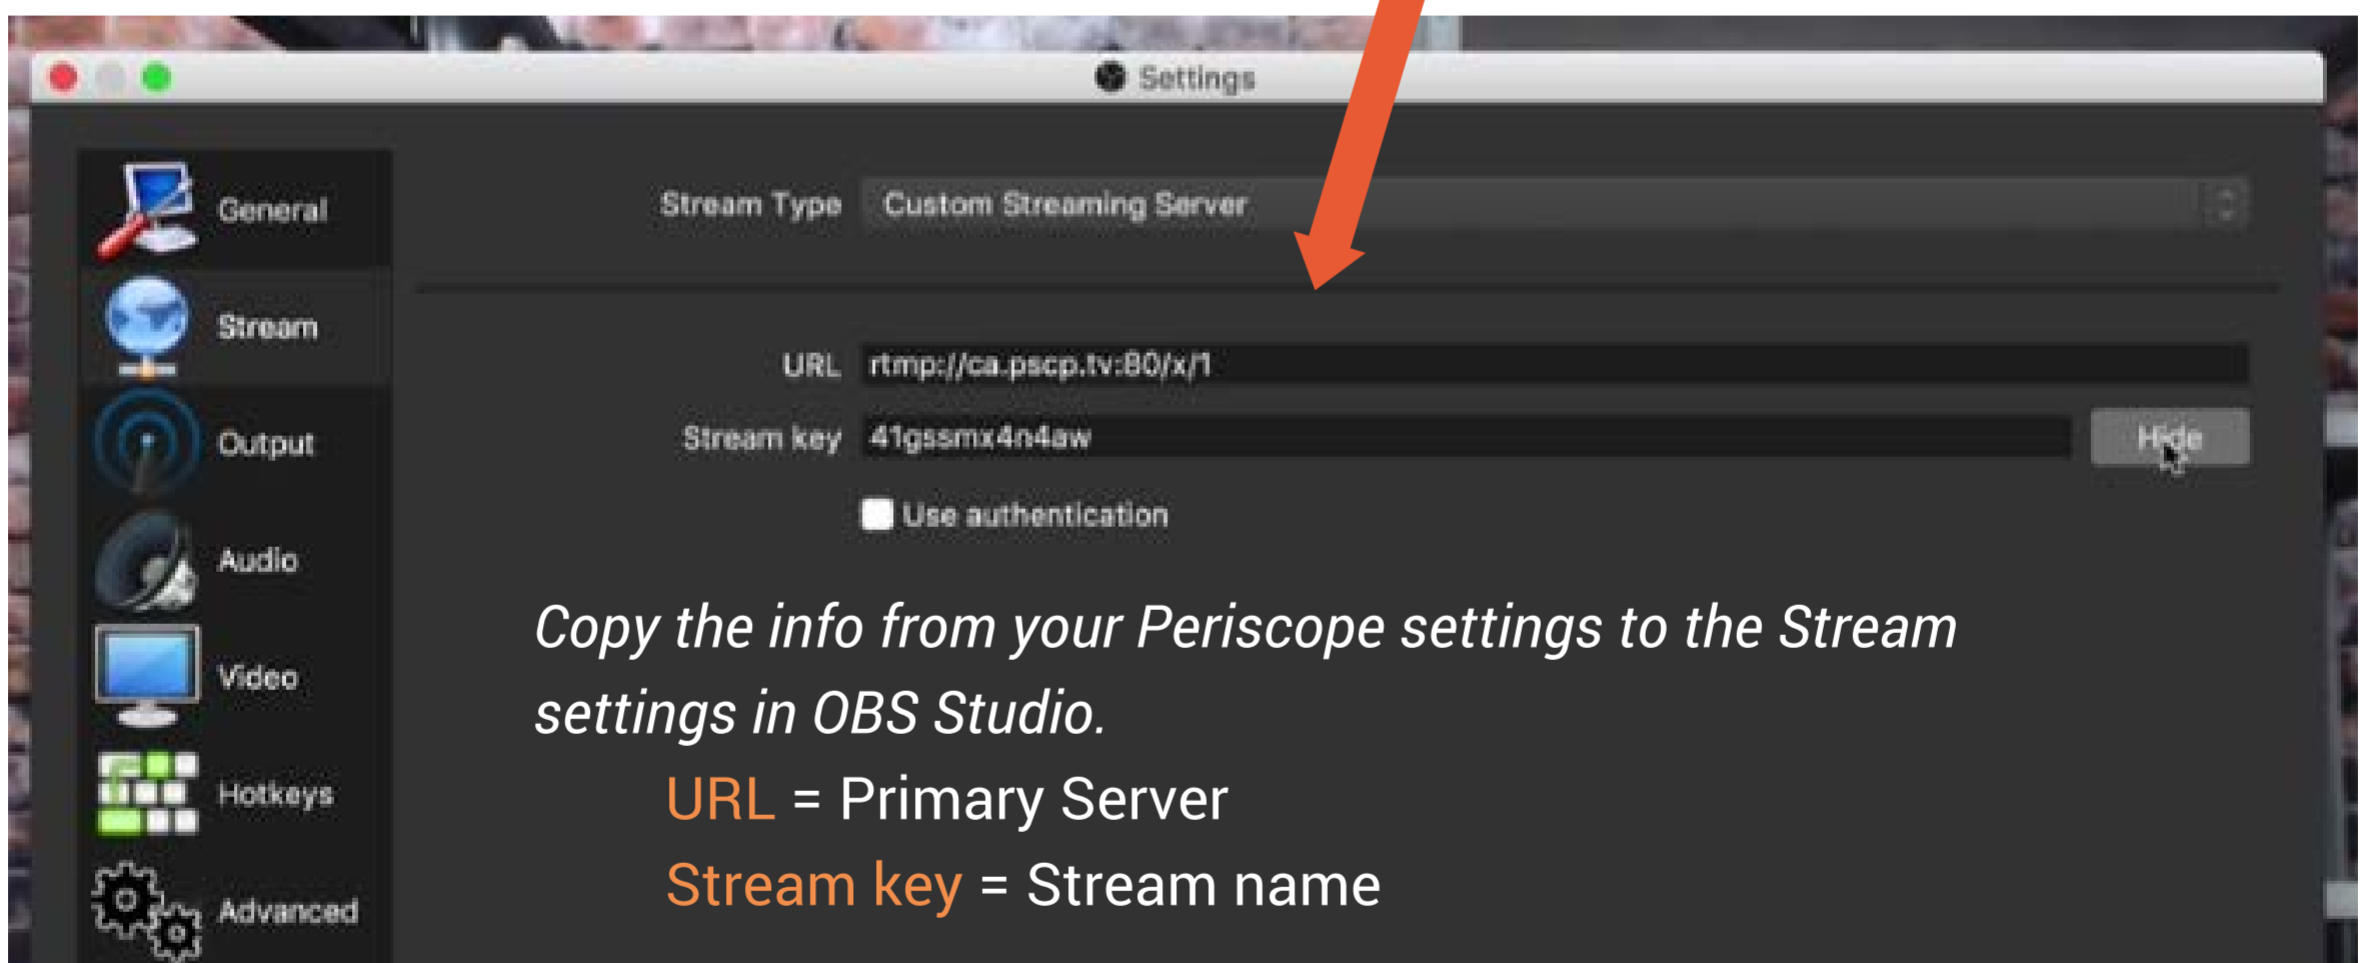 Settings
General
Stream Type Custom Streaming Server
Stream
URL rtmp://ca.pscp.tv:80/x/1
Output
Stream key 41gssmx4n4aw Hide
Use authentication
Audio
Copy the info from your Periscope settings to the Stream
settings in OBS Studio.
Video
URL = Primary Server
Hotkeys
Stream key = Stream name
Advanced